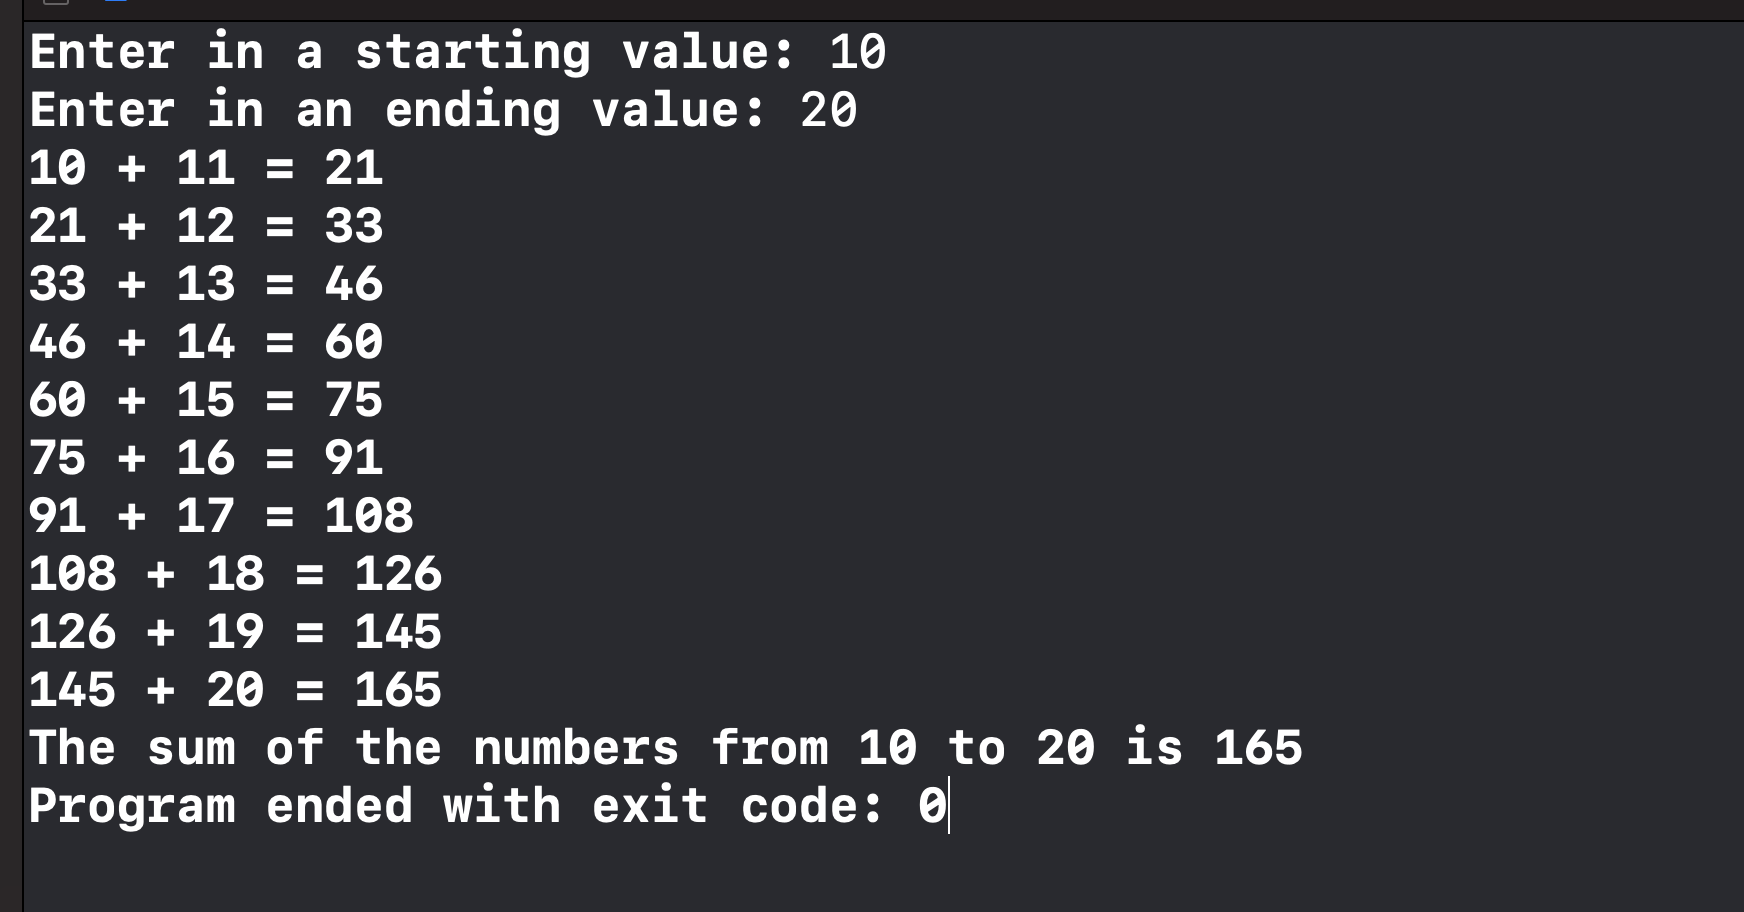 Enter in a starting value: 10
Enter in an ending value: 20
10 + 11 = 21
21 + 12 = 33
33 + 13 = 46
46 + 14 = 60
60 + 15 = 75
75 + 16 = 91
91 + 17 = 108
108 + 18 = 126
126 + 19 = 145
145 + 20 = 165
The sum of the numbers from 10 to 20 is 165
Program ended with exit code: 0